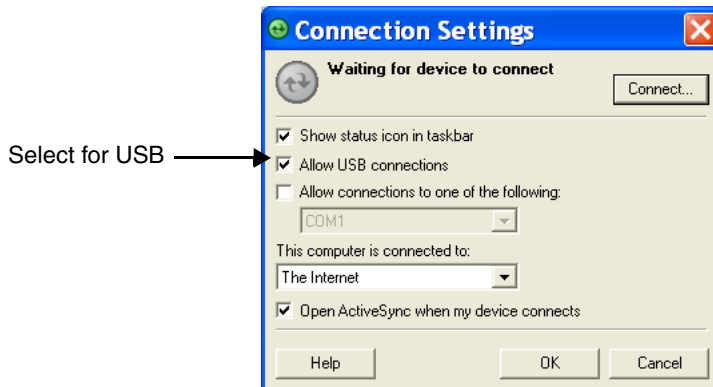 Connection Settings
Waiting for device to connect
Connect...
Show status icon in taskbar
Select for USB
Allow USB connections
Allow connections to one of the following:
COM1
This computer is connected to:
The Internet
Open ActiveSync when my device connects
Help
OK
Cancel